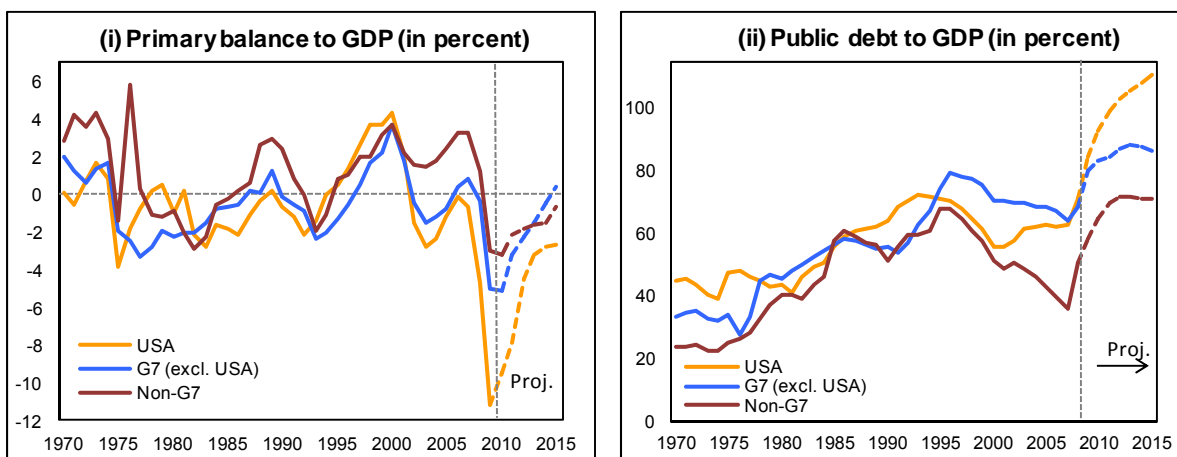 (i) Primary balance to GDP (in percent)
6
4
2
0
-2
-4
-6
-8
-10
-12
USA
G7 (excl. USA)
Non-G7
Proj.
1970 1975 1980 1985 1990 1995 2000 2005 2010 2015
(ii) Public debt to GDP (in percent)
100
80
60
40
20
0
Proj.
USA
G7 (excl. USA)
Non-G7
1970 1975 1980 1985 1990 1995 2000 2005 2010 2015